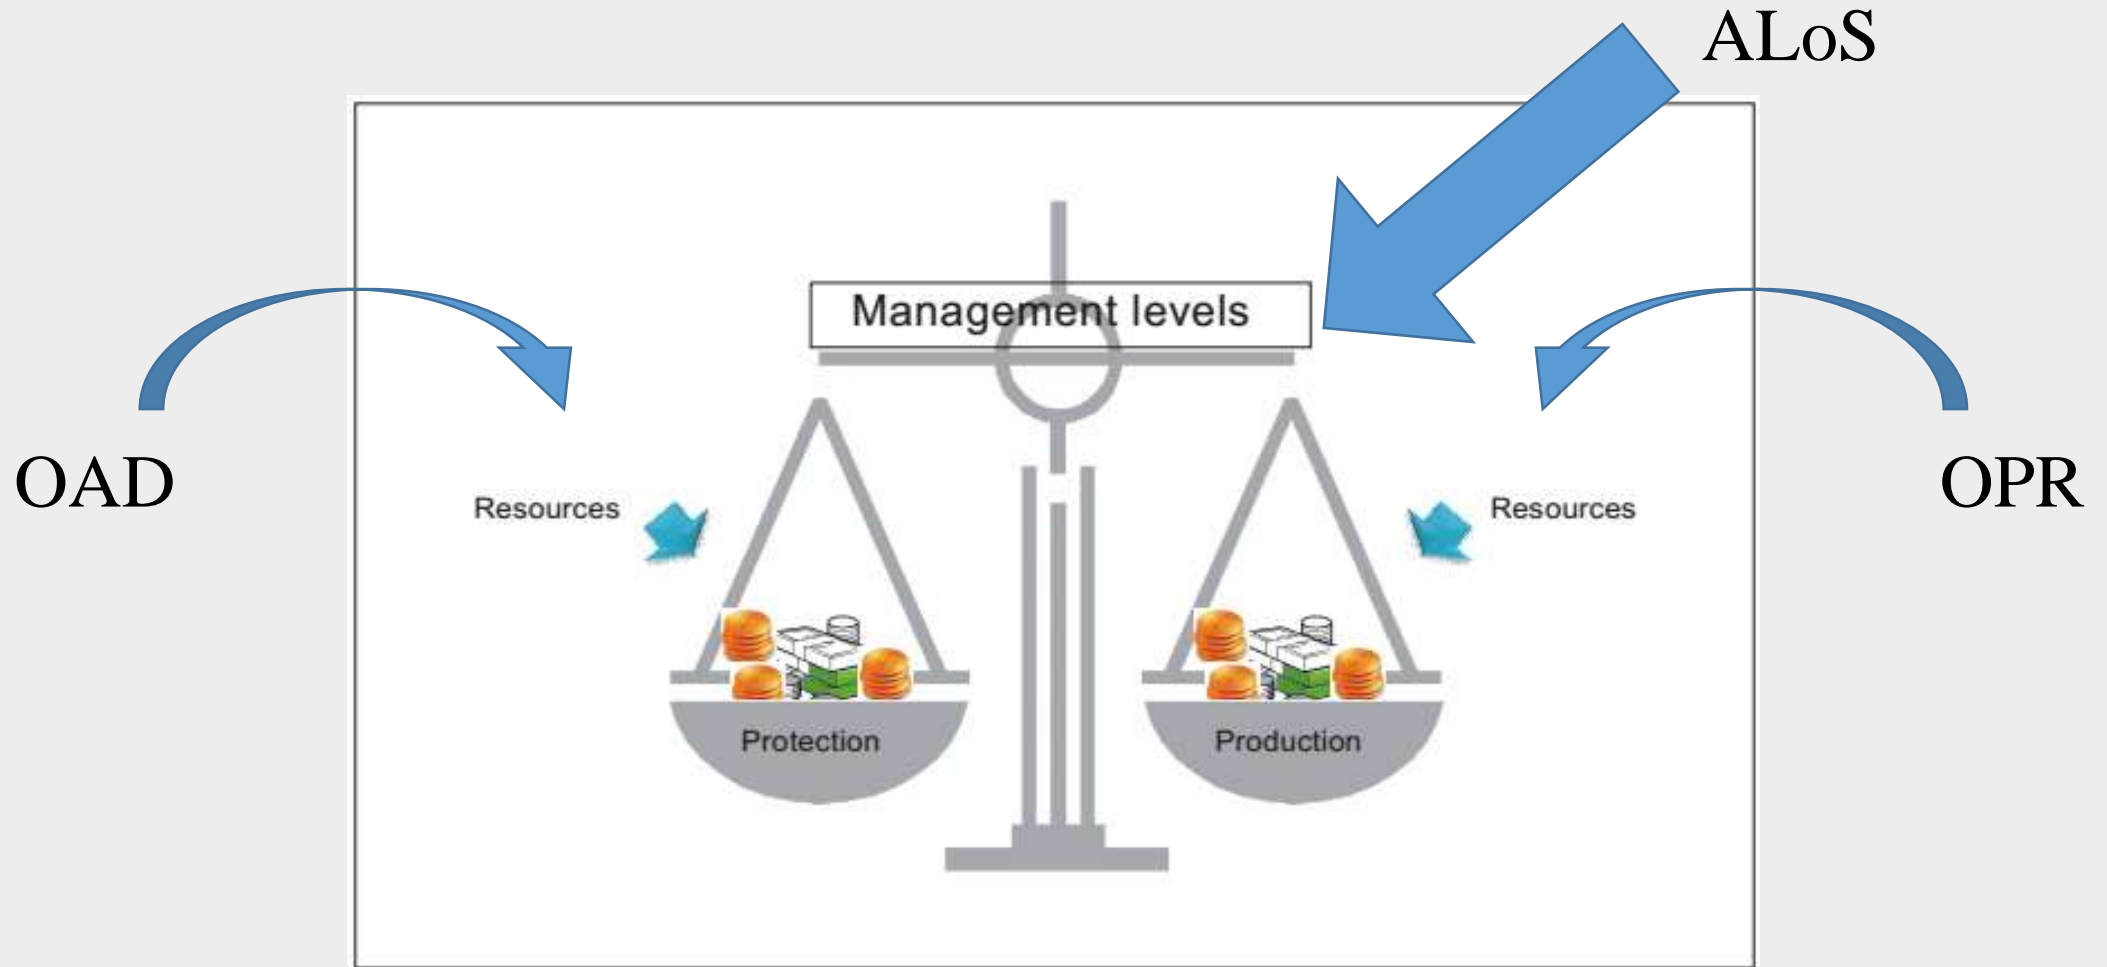 ALoS
Management levels
OAD
OPR
Resources
Resources
Protection
Production